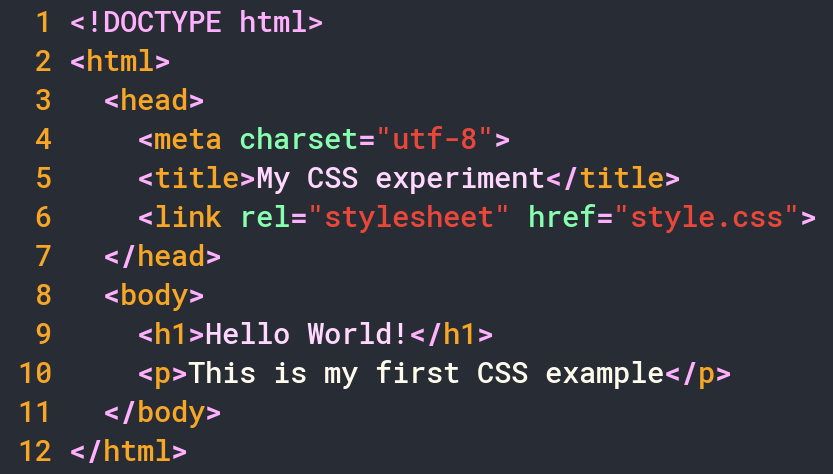 1 <!DOCTYPE html>
2 <html>
3   <head>
4     <meta charset="utf-8">
5     <title>My CSS experiment</title>
6     <link rel="stylesheet" href="style.css">
7   </head>
8   <body>
9     <h1>Hello World!</h1>
10     <p>This is my first CSS example</p>
11   </body>
12 </html>